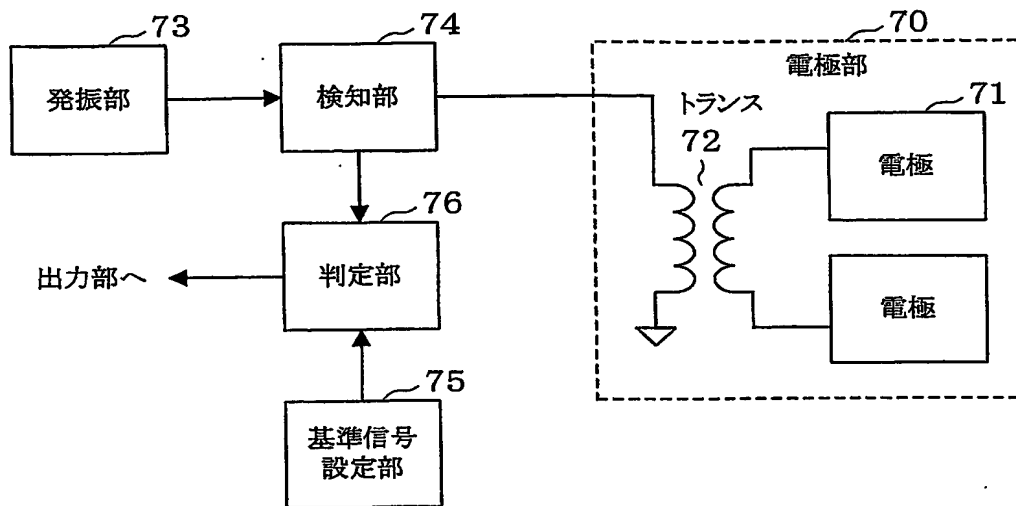 73
発振部
74
検知部
70
電極部
トランス
72
71
電極
76
判定部
出力部へ
電極
75
基準信号
設定部